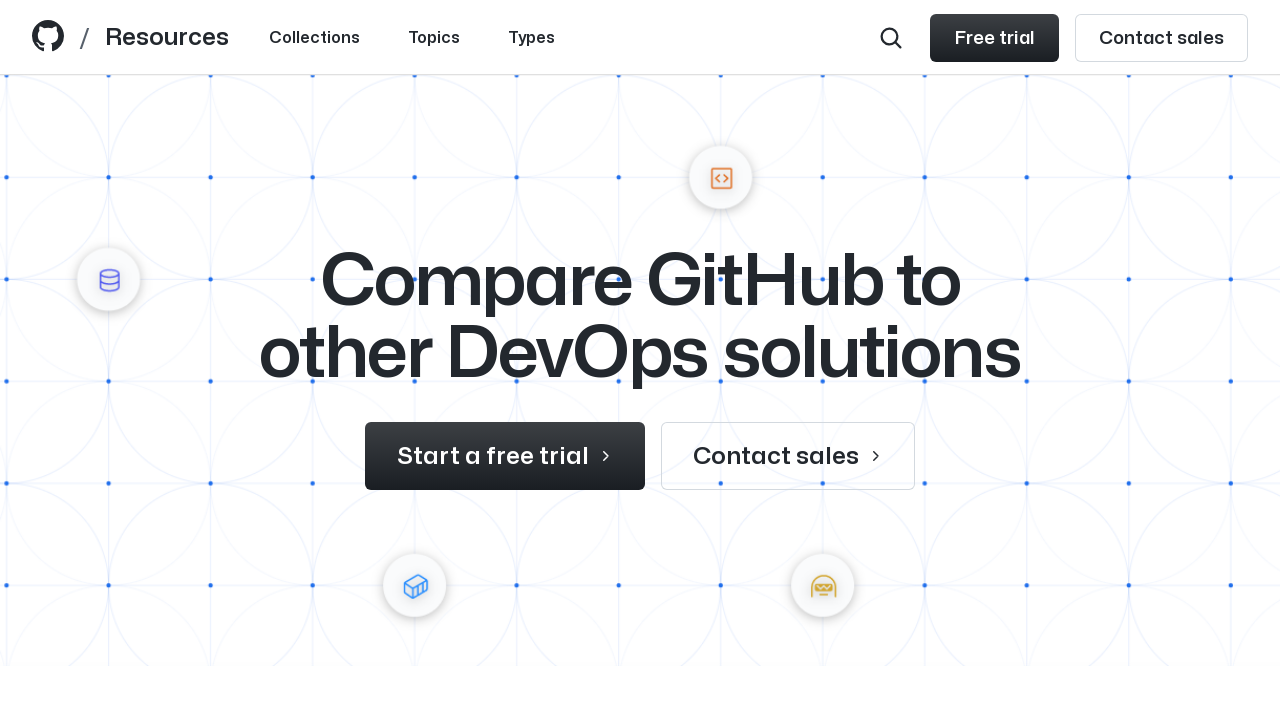 / Resources Collections Topics Types Free trial Contact sales
Compare GitHub to
other DevOps solutions
Start a free trial Contact sales